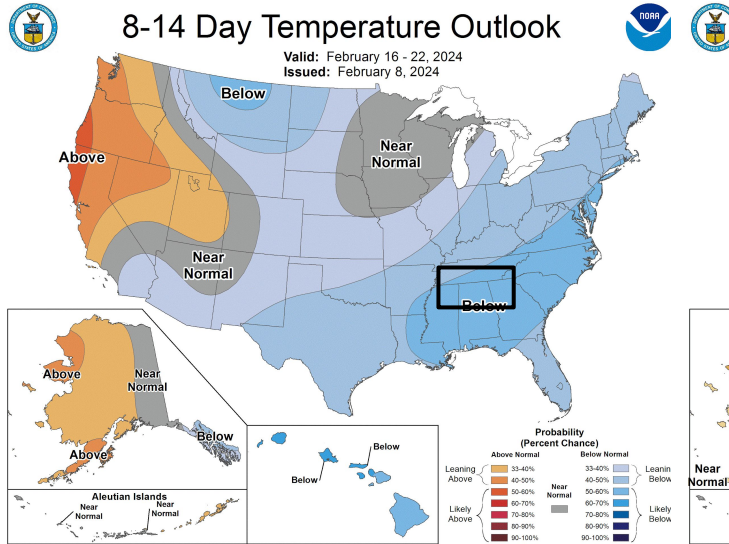 8-14 Day Temperature Outlook
NOAA
Valid: February 16 - 22, 2024
Issued: February 8, 2024
Below
Near
Normal
Above
Near
Normal
Below
Above
Near
Normal
Below
Above
Aleutian Islands
Near
Normal
Near
Normal
Below
Below
Probability
(Percent Chance)
Above Normal
Below Normal
Leaning
Above
33-40%
40-50%
Likely
Above
50-60%
60-70%
70-80%
80-90%
90-100%
Near
Normal
33-40%
40-50%
Leanin
Below
50-60%
60-70%
70-80%
80-90%
90-100%
Likely
Below
Near
Normal